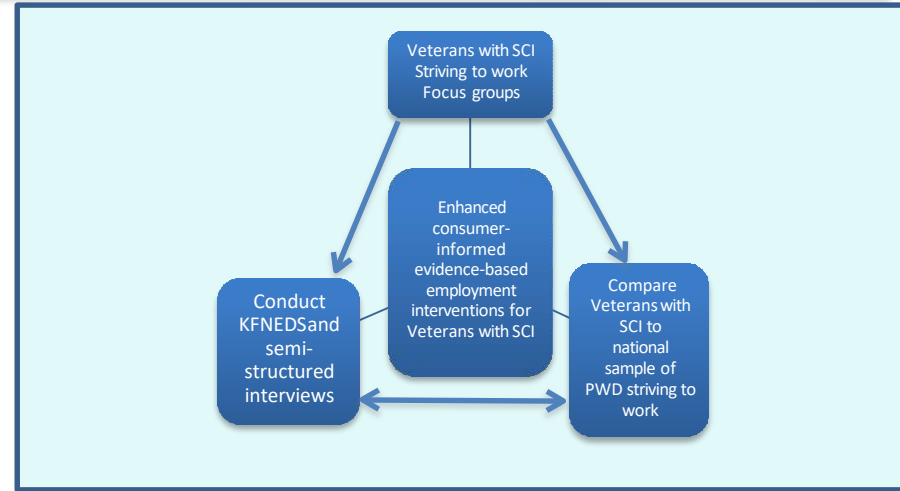 Veterans with SCI
Striving to work
Focus groups
Enhanced
consumer-
informed
evidence-based
employment
interventions for
Veterans with SCI
Conduct
KFNEDSand
semi-
structured
interviews
Compare
Veterans with
SCI to
national
sample of
PWD striving to
work